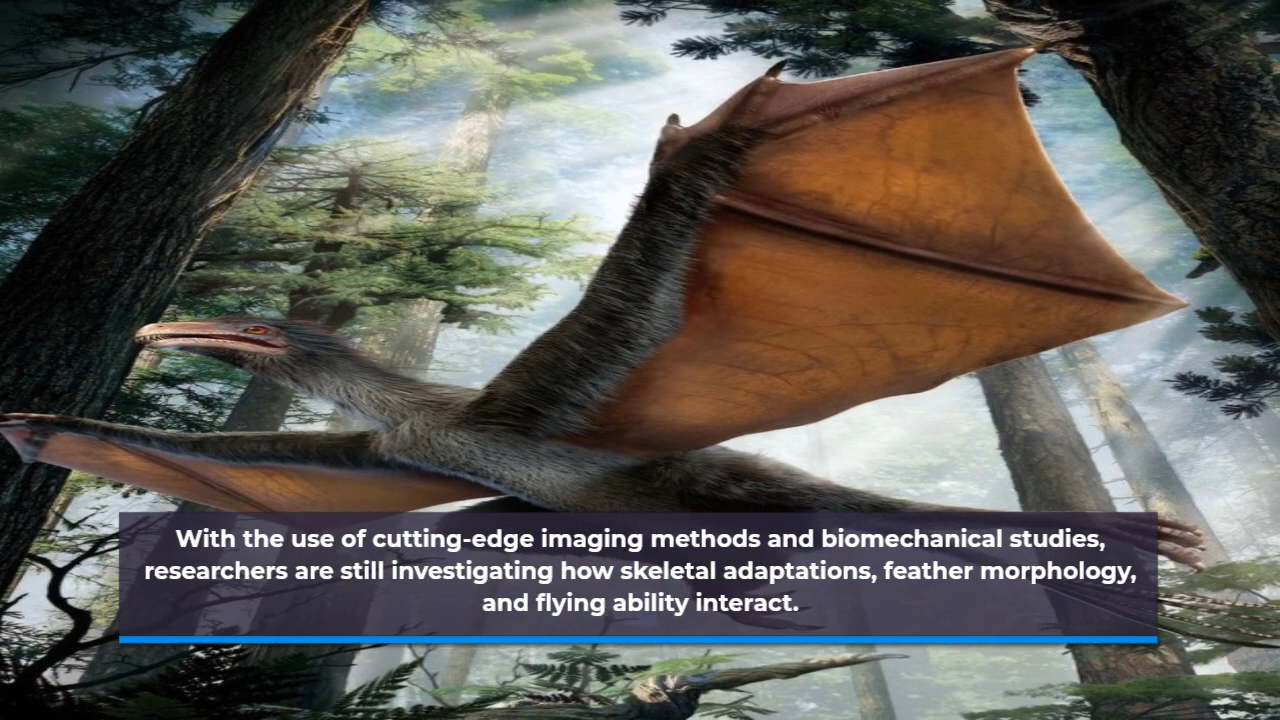 With the use of cutting-edge imaging methods and biomechanical studies,
researchers are still investigating how skeletal adaptations, feather morphology,
and flying ability interact.